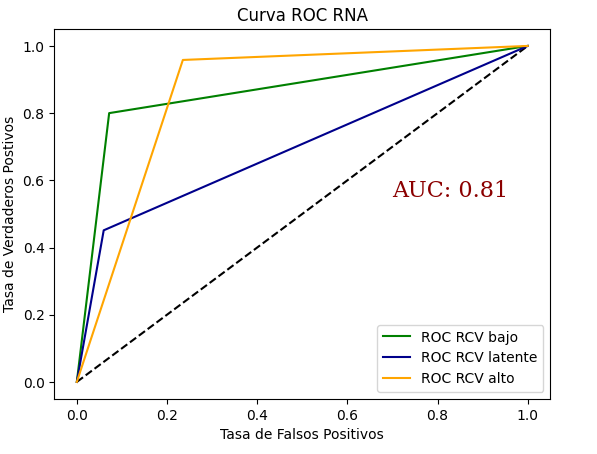 Curva ROC RNA
Tasa de Verdaderos Postivos
1.0
0.8
0.6
0.4
0.2
0.0
AUC: 0.81
ROC RCV bajo
ROC RCV latente
ROC RCV alto
0.0 0.2 0.4 0.6 0.8 1.0
Tasa de Falsos Positivos